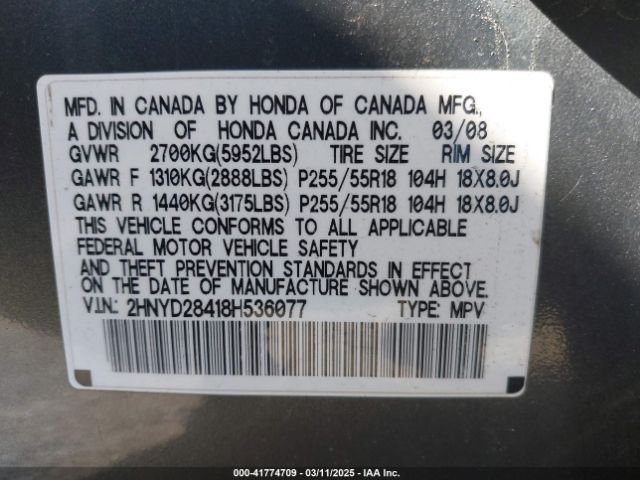 MFD. IN CANADA BY HONDA OF CANADA MFG.,
A DIVISION OF HONDA CANADA INC. 03/08
GVWR 2700KG(5952LBS) TIRE SIZE RIM SIZE
GAWR F 1310KG(2888LBS) P255/55R18 104H 18X8.0J
GAWR R 1440KG(3175LBS) P255/55R18 104H 18X8.0J
THIS VEHICLE CONFORMS TO ALL APPLICABLE
FEDERAL MOTOR VEHICLE SAFETY
AND THEFT PREVENTION STANDARDS IN EFFECT
ON THE DATE OF MANUFACTURE SHOWN ABOVE.
V.I.N.: 2HNYD28418H536077 TYPE: MPV
© 41774709 - 03/11/2025 - IAA Inc.